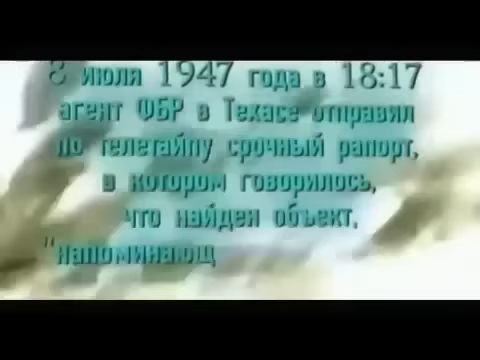 8 июля 1947 года в 18:17
агент ФБР в Техасе отправил
по телетайпу срочный рапорт,
в котором говорилось,
что найден объект,
"напоминающ